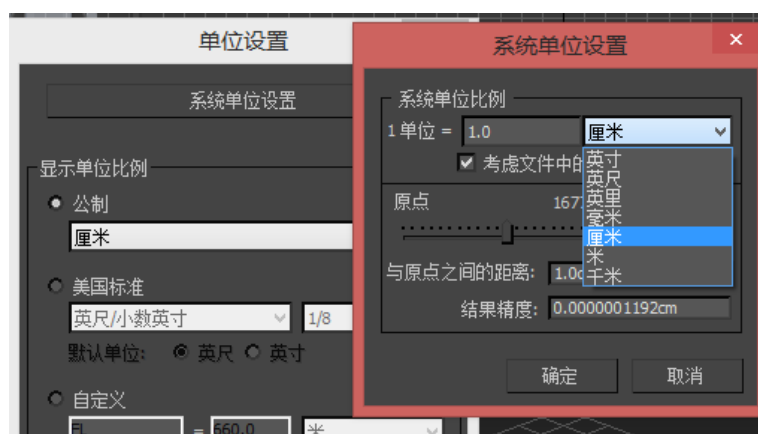 单位设置
系统单位设置
显示单位比例
公制
厘米
美国标准
英尺/小数英寸
1/8
默认单位:
英尺
英寸
自定义
FL
= 660.0
米
系统单位设置
系统单位比例
1 单位 = 1.0
厘米
考虑文件中的
英寸
英尺
英里
毫米
厘米
米
千米
原点
167
与原点之间的距离:
1.0c
结果精度:
0.0000001192cm
确定
取消